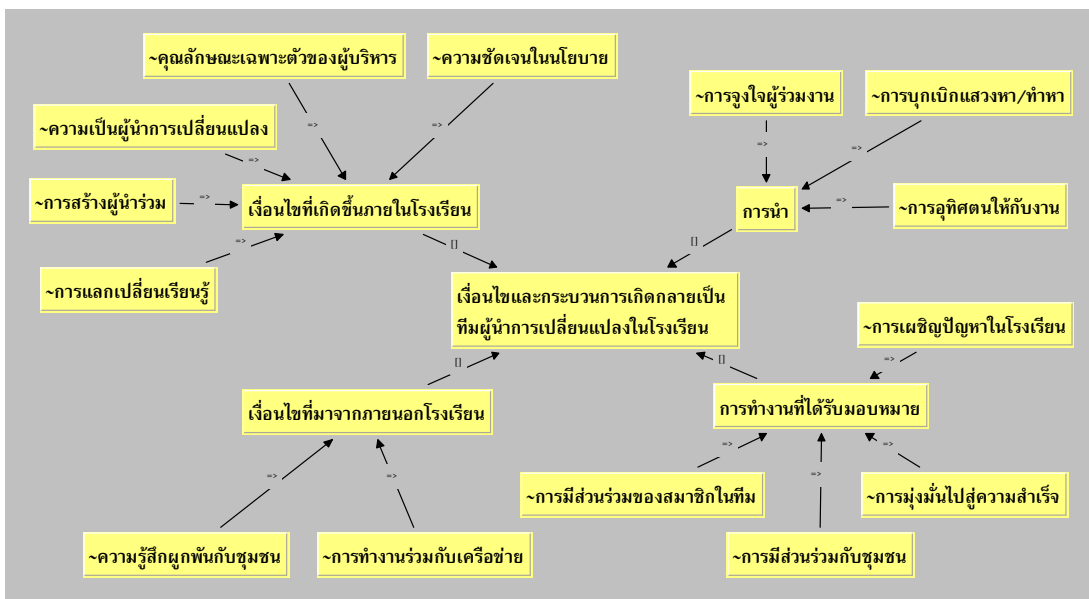 ~คุณลักษณะเฉพาะตัวของผู้บริหาร
~ความชัดเจนในนโยบาย
~การจูงใจผู้ร่วมงาน
~การบุกเบิกแสวงหา/ทำหา
~ความเป็นผู้นำการเปลี่ยนแปลง
=>
=>
=>
=>
=>
~การสร้างผู้นำร่วม
=>
เงื่อนไขที่เกิดขึ้นภายในโรงเรียน
การนำ
=>
~การอุทิศตนให้กับงาน
=>
[]
[]
~การแลกเปลี่ยนเรียนรู้
เงื่อนไขและกระบวนการเกิดกลายเป็น
ทีมผู้นำการเปลี่ยนแปลงในโรงเรียน
~การเผชิญปัญหาในโรงเรียน
[]
[]
=>
เงื่อนไขที่มาจากภายนอกโรงเรียน
การทำงานที่ได้รับมอบหมาย
=>
=>
=>
=>
=>
~การมีส่วนร่วมของสมาชิกในทีม
~การมุ่งมั่นไปสู่ความสำเร็จ
~ความรู้สึกผูกพันกับชุมชน
~การทำงานร่วมกับเครือข่าย
~การมีส่วนร่วมกับชุมชน